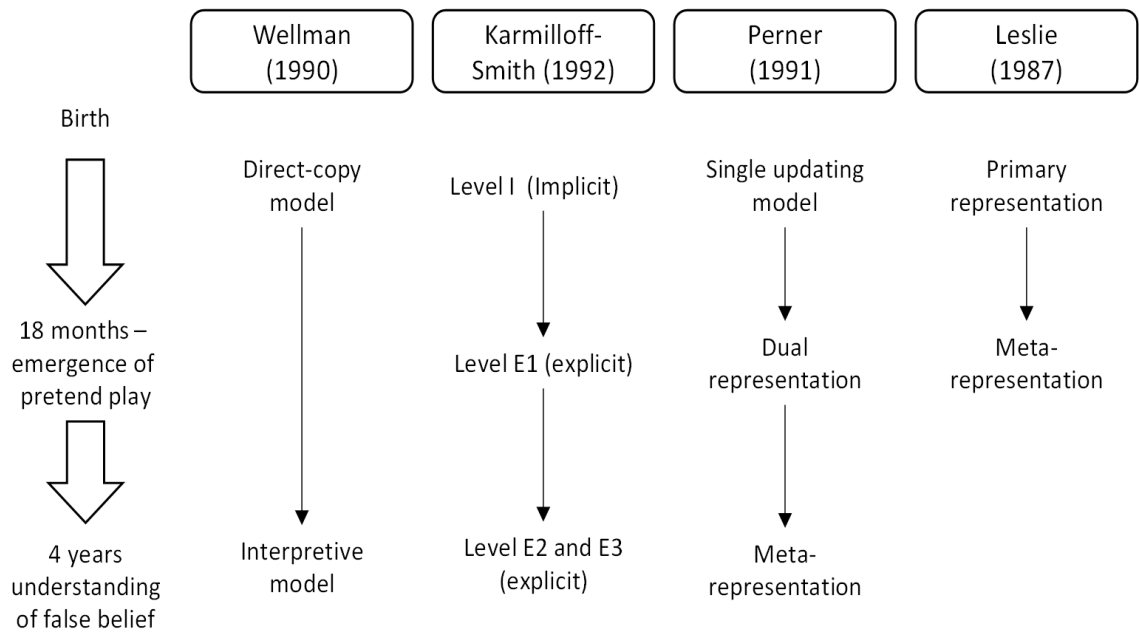 Wellman
(1990)
Karmilloff-
Smith (1992)
Perner
(1991)
Leslie
(1987)
Birth
Direct-copy
model
Level I (Implicit)
Single updating
model
Primary
representation
18 months –
emergence of
pretend play
Level E1 (explicit)
Dual
representation
Meta-
representation
4 years
understanding
of false belief
Interpretive
model
Level E2 and E3
(explicit)
Meta-
representation